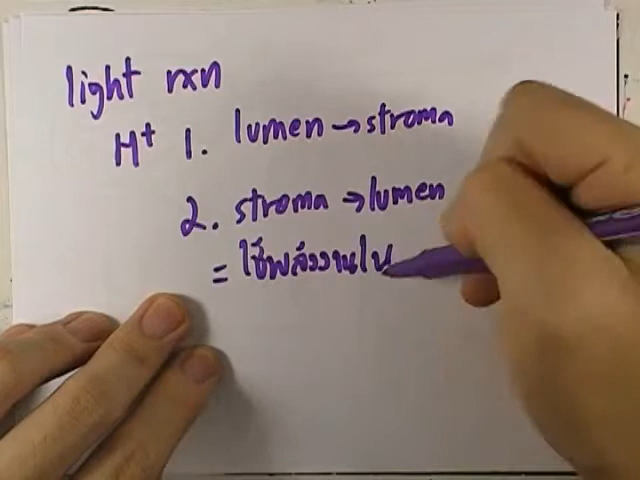 light rxn
H+ 1. lumen → stroma
2. stroma → lumen
= ใช้พลังงานใน